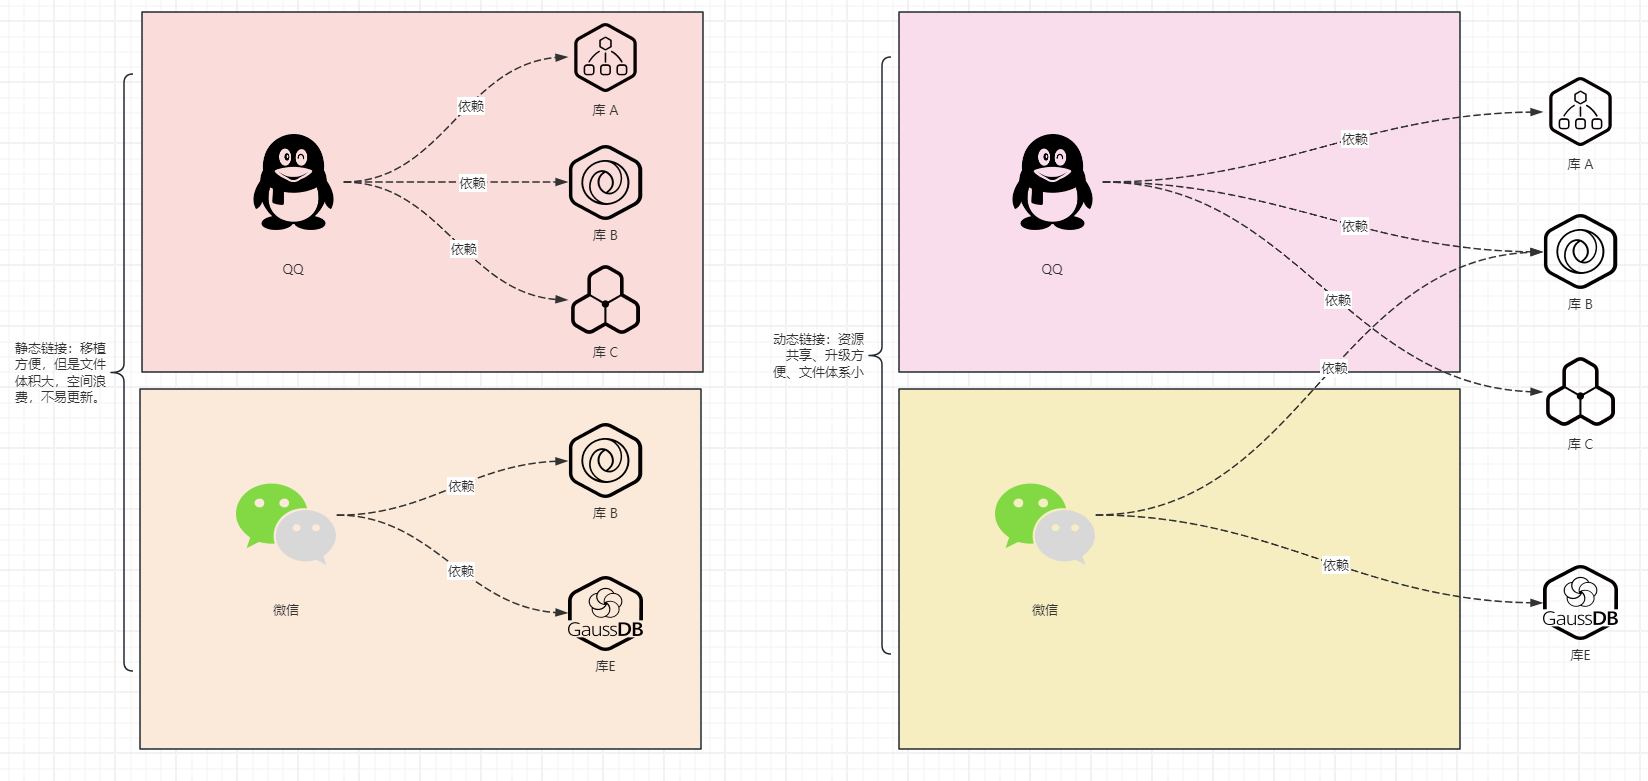 静态链接：移植
方便，但是文件
体积大，空间浪
费，不易更新。
依赖
库 A
依赖
库 B
依赖
库 C
QQ
依赖
库 B
依赖
GaussDB
库E
微信
动态链接：资源
共享、升级方
便、文件体系小
依赖
库 A
依赖
库 B
依赖
库 C
QQ
依赖
依赖
GaussDB
库E
微信